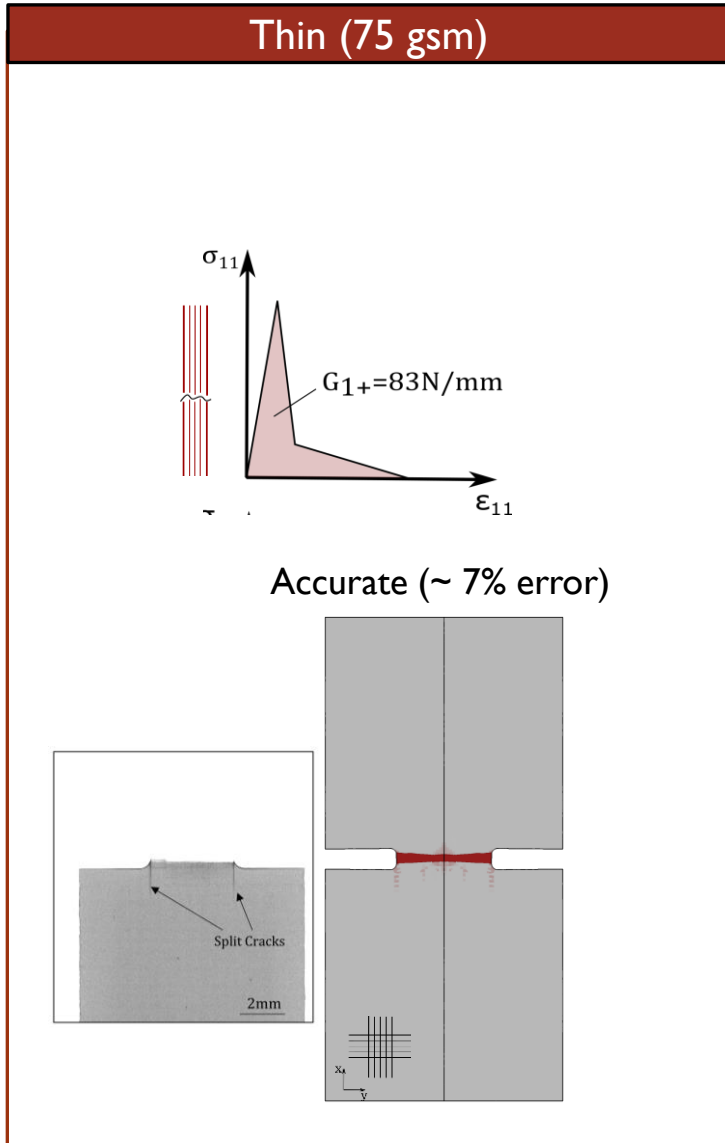 Thin (75 gsm)
σ11
G1+=83N/mm
ε11
Accurate (~ 7% error)
Split Cracks
2mm
x
y